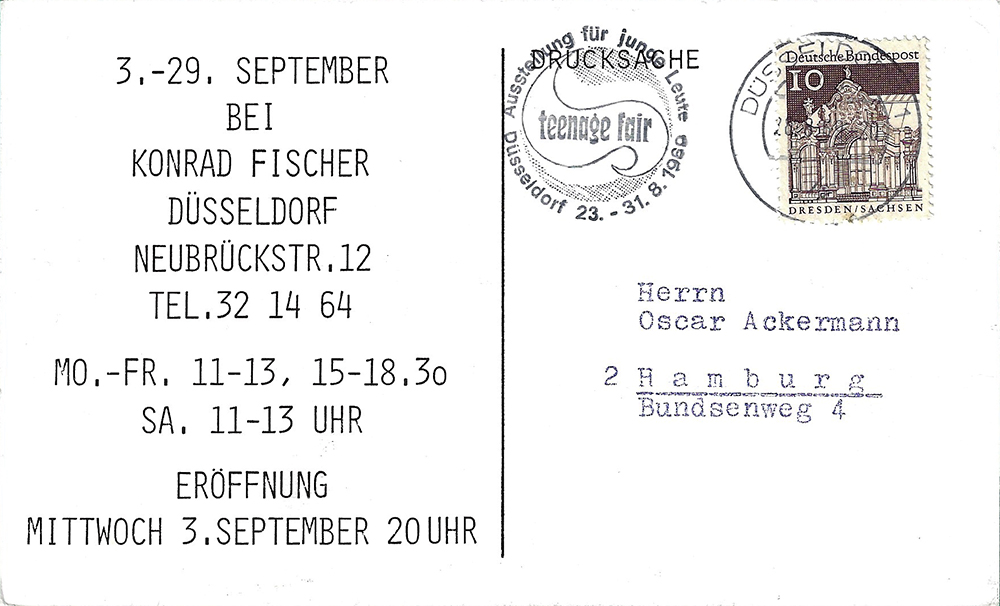 3.-29. SEPTEMBER
BEI
KONRAD FISCHER
DÜSSELDORF
NEUBRÜCKSTR.12
TEL.32 14 64
MO.-FR. 11-13, 15-18.3o
SA. 11-13 UHR
ERÖFFNUNG
MITTWOCH 3.SEPTEMBER 20 UHR
DRUCKSACHE
Ausstellung für junge Leute
teenage fair
Düsseldorf 23. - 31. 8. 1969
Deutsche Bundespost
10
DRESDEN/SACHSEN
Herrn
Oscar Ackermann
2 Hamburg
Bundsenweg 4